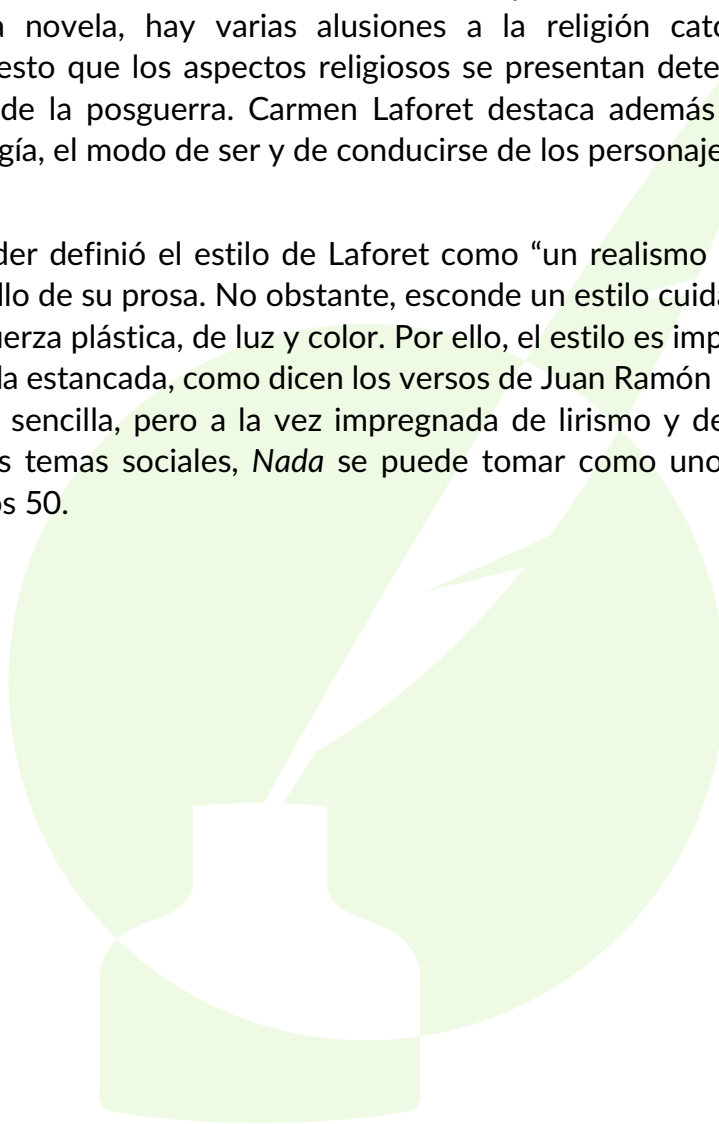 a novela, hay varias alusiones a la religión cató
esto que los aspectos religiosos se presentan dete
de la posguerra. Carmen Laforet destaca además
gía, el modo de ser y de conducirse de los personaje
der definió el estilo de Laforet como “un realismo
llo de su prosa. No obstante, esconde un estilo cuida
uerza plástica, de luz y color. Por ello, el estilo es imp
da estancada, como dicen los versos de Juan Ramón
sencilla, pero a la vez impregnada de lirismo y de
s temas sociales, Nada se puede tomar como uno
os 50.